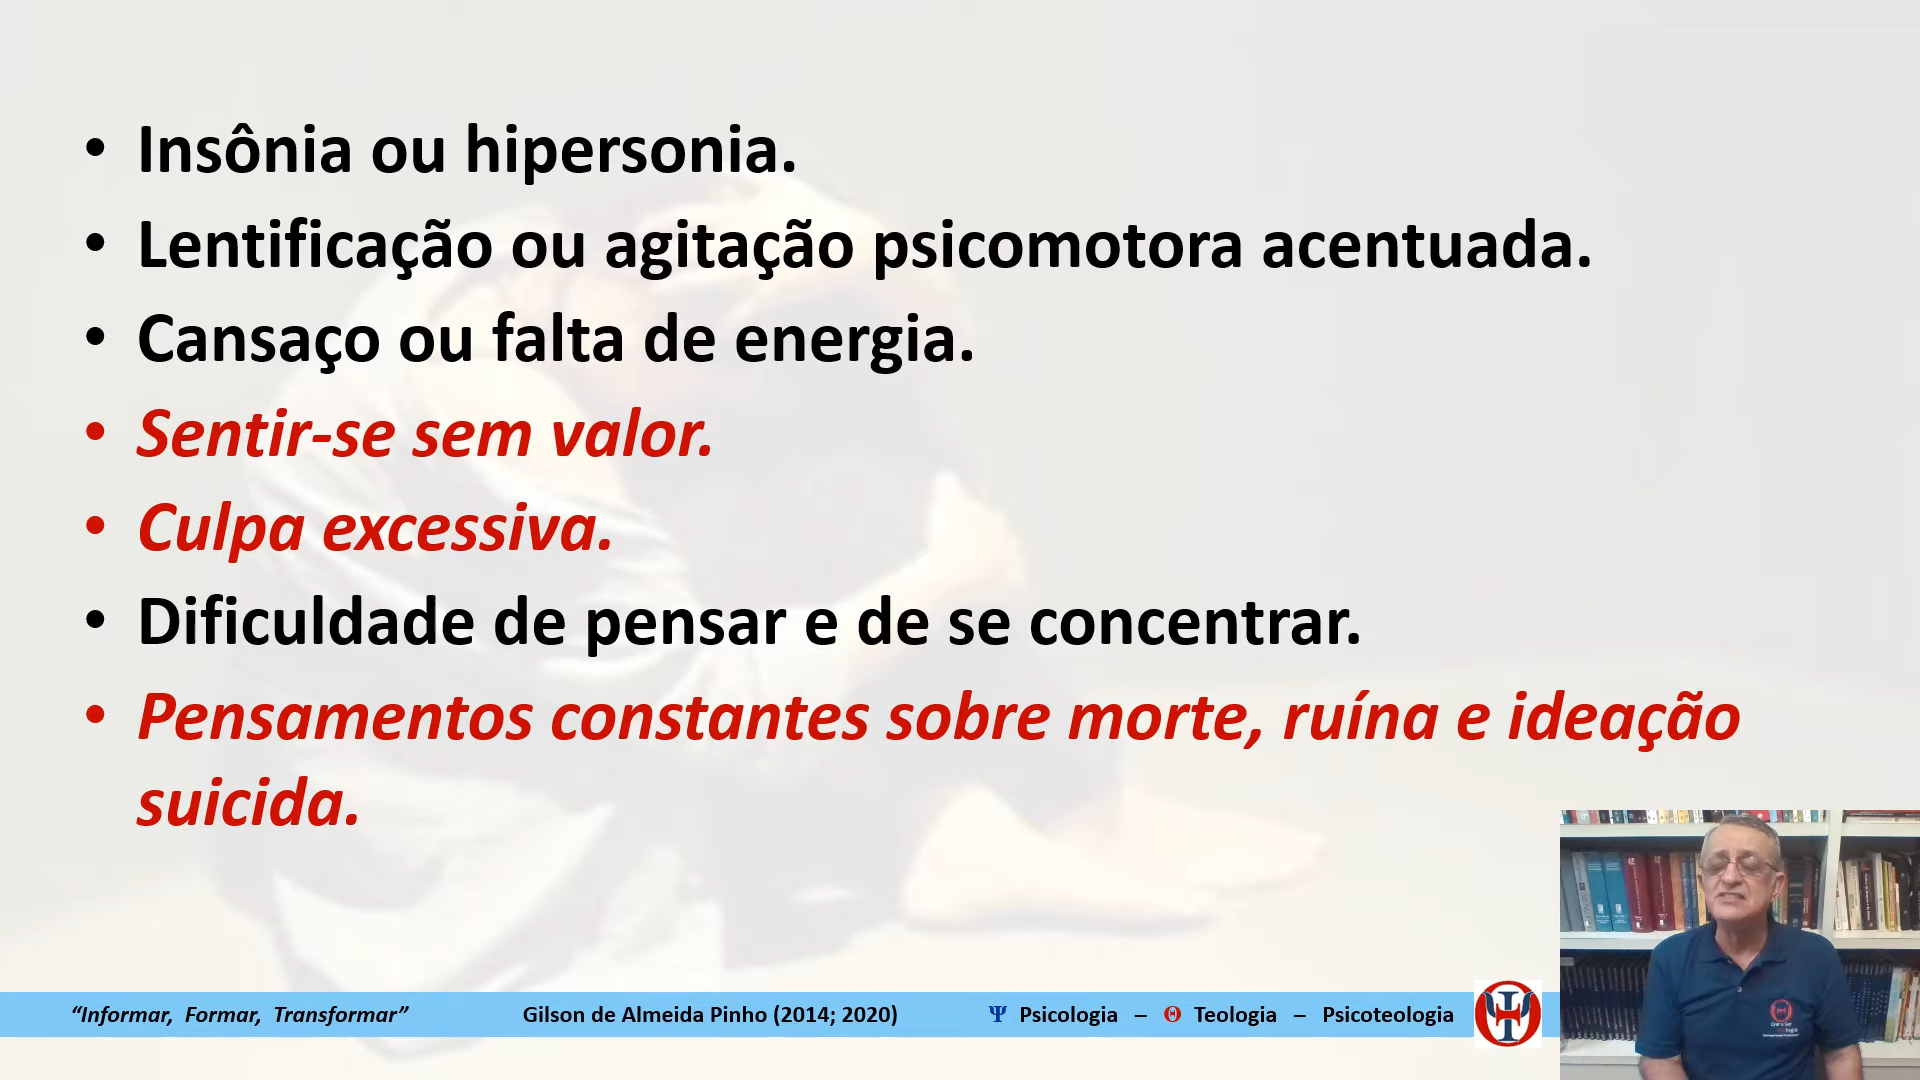 • Insônia ou hipersonia.
• Lentificação ou agitação psicomotora acentuada.
• Cansaço ou falta de energia.
• Sentir-se sem valor.
• Culpa excessiva.
• Dificuldade de pensar e de se concentrar.
• Pensamentos constantes sobre morte, ruína e ideação
suicida.
“Informar, Formar, Transformar” Gilson de Almeida Pinho (2014; 2020) Ψ Psicologia – Θ Teologia – Psicoteologia